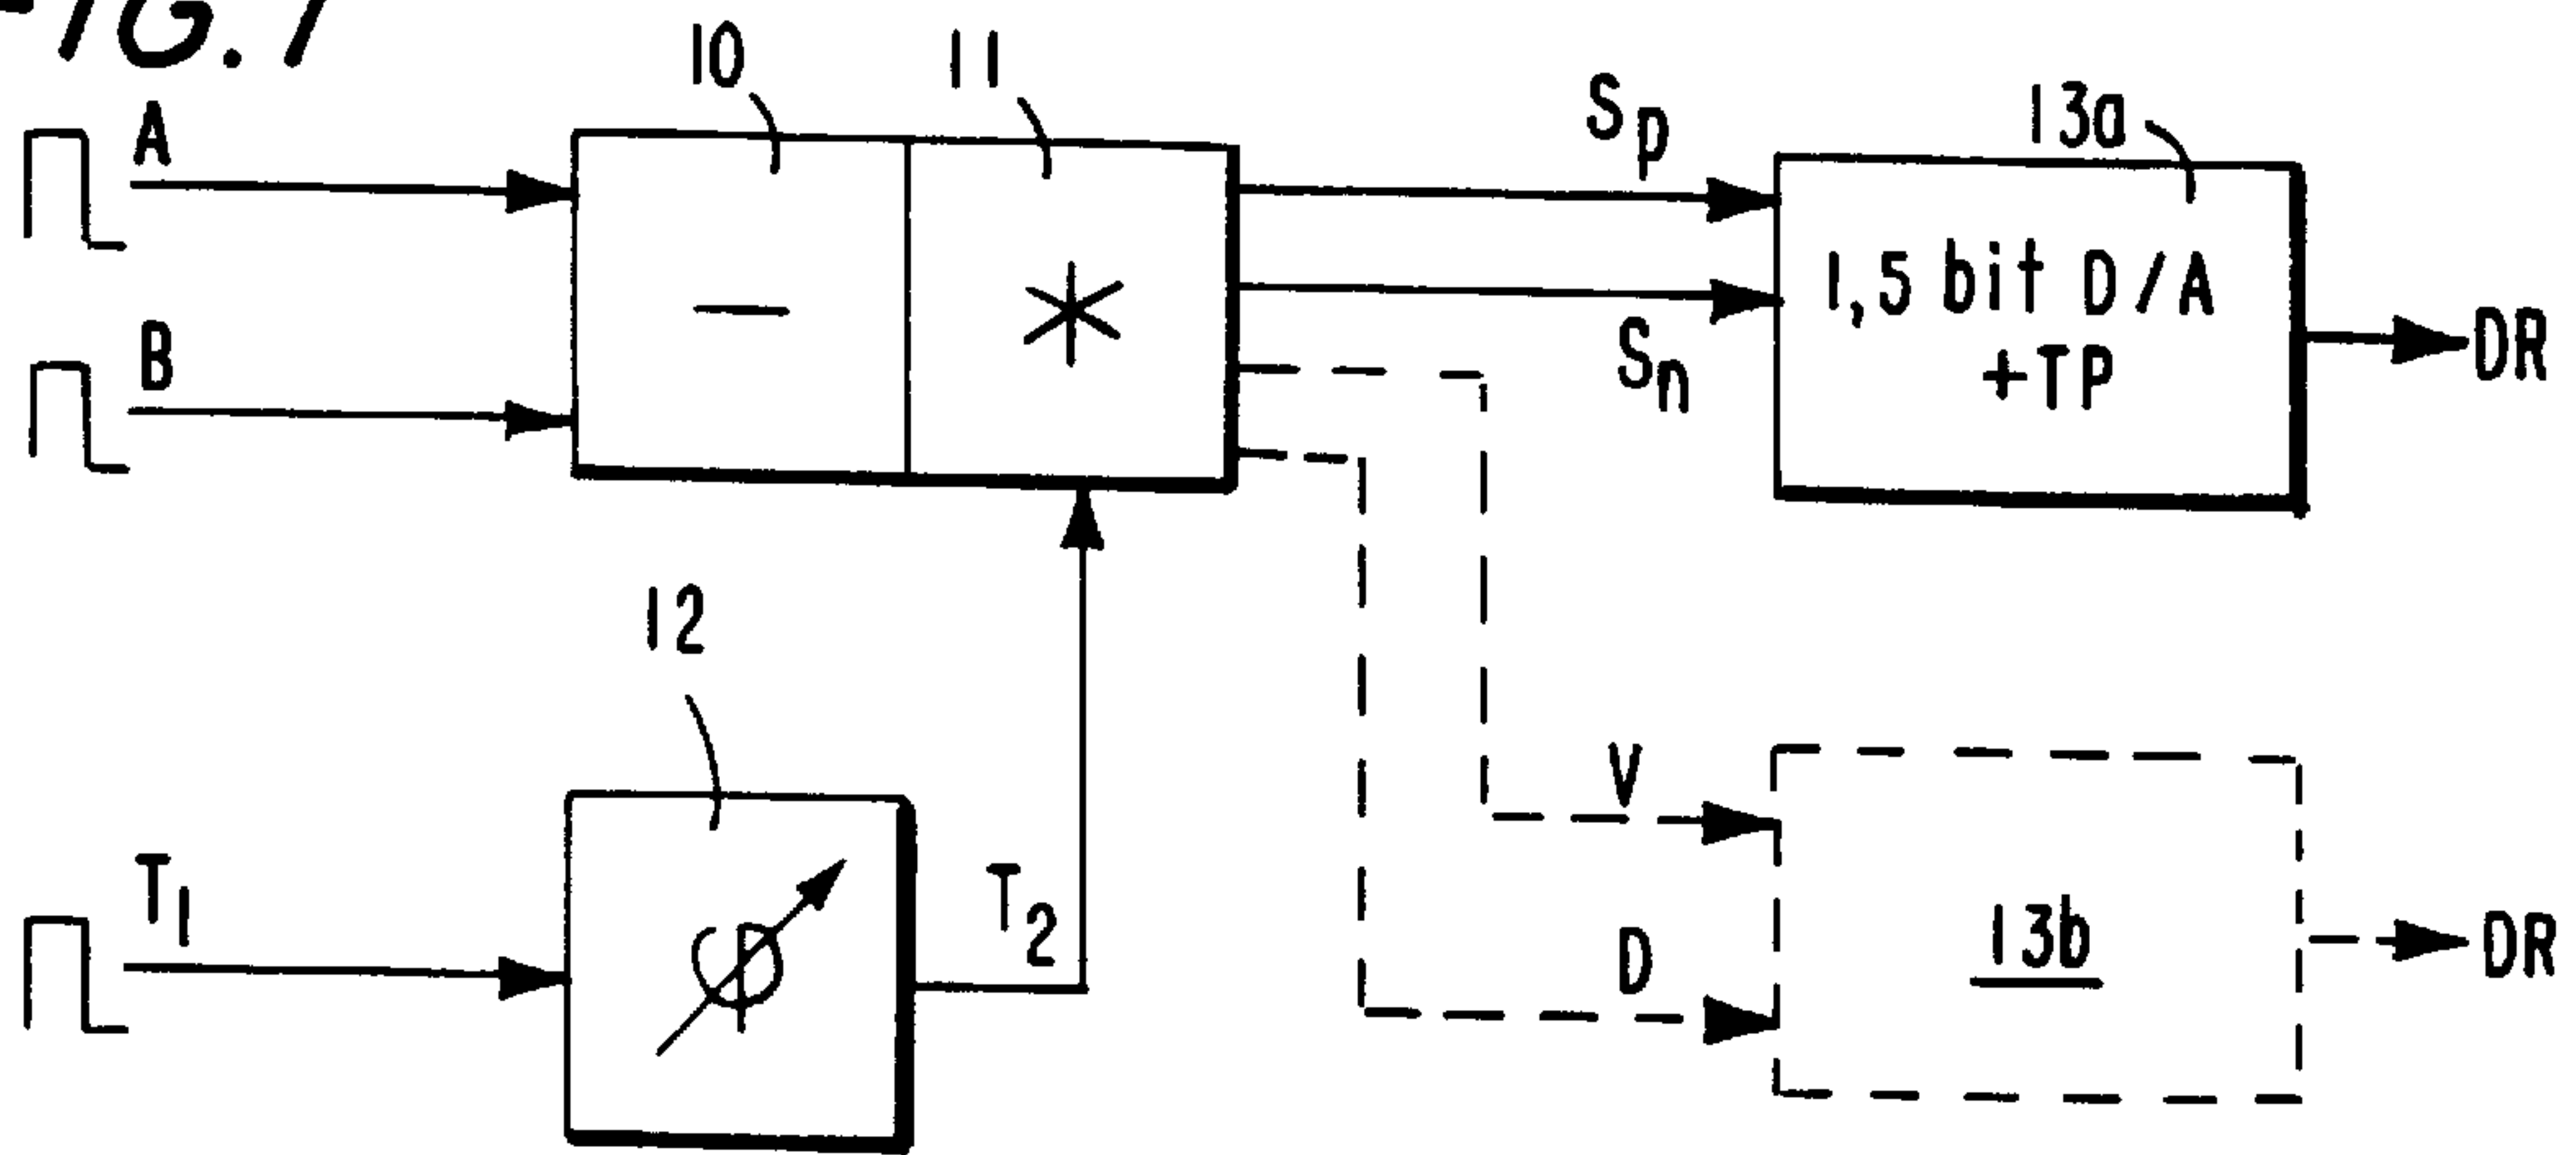 FIG. 1
10
11
A
Sp
13a
−
*
1,5 bit D/A
+TP
B
Sn
DR
12
V
T1
φ
T2
D
13b
DR